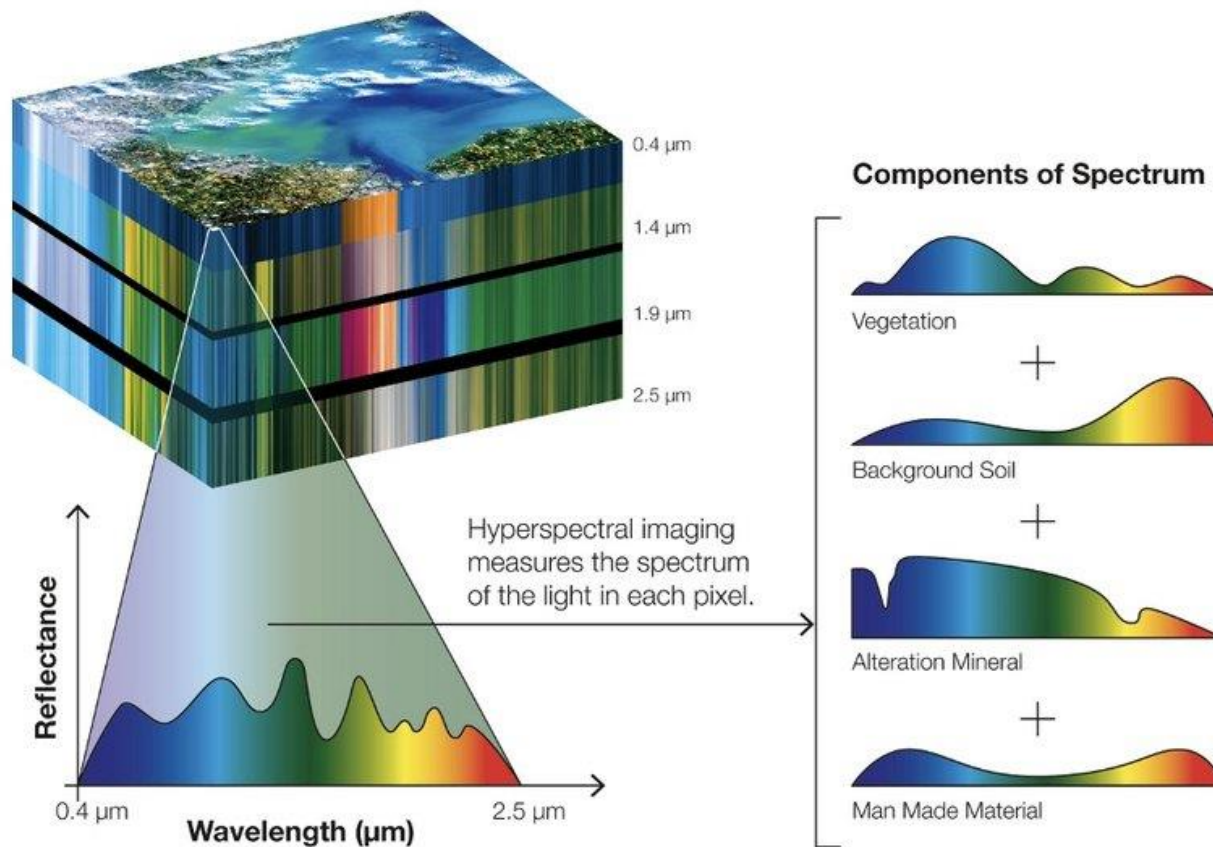 0.4 µm
1.4 µm
1.9 µm
2.5 µm
Components of Spectrum
Vegetation
+
Background Soil
+
Alteration Mineral
+
Man Made Material
Hyperspectral imaging
measures the spectrum
of the light in each pixel.
Reflectance
0.4 µm
2.5 µm
Wavelength (µm)